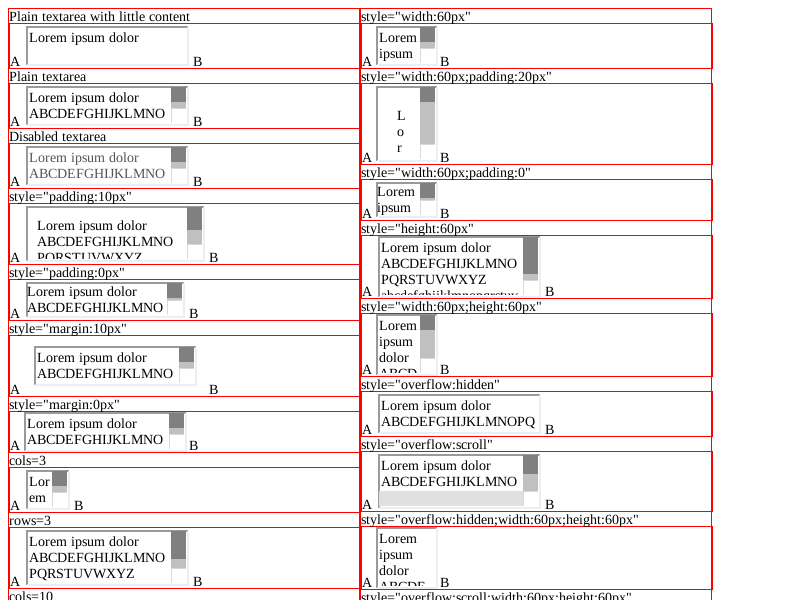 Plain textarea with little content
Lorem ipsum dolor
A B
Plain textarea
Lorem ipsum dolor
ABCDEFGHIJKLMNO
A B
Disabled textarea
Lorem ipsum dolor
ABCDEFGHIJKLMNO
A B
style="padding:10px"
Lorem ipsum dolor
ABCDEFGHIJKLMNO
PQRSTUVWXYZ
A B
style="padding:0px"
Lorem ipsum dolor
ABCDEFGHIJKLMNO
A B
style="margin:10px"
Lorem ipsum dolor
ABCDEFGHIJKLMNO
A B
style="margin:0px"
Lorem ipsum dolor
ABCDEFGHIJKLMNO
A B
cols=3
Lor
em
A B
rows=3
Lorem ipsum dolor
ABCDEFGHIJKLMNO
PQRSTUVWXYZ
A B
cols=10
style="width:60px"
Lorem
ipsum
A B
style="width:60px;padding:20px"
L
o
r
A B
style="width:60px;padding:0"
Lorem
ipsum
A B
style="height:60px"
Lorem ipsum dolor
ABCDEFGHIJKLMNO
PQRSTUVWXYZ
abcdefghijklmnopqrstuv
A B
style="width:60px;height:60px"
Lorem
ipsum
dolor
ABCD
A B
style="overflow:hidden"
Lorem ipsum dolor
ABCDEFGHIJKLMNOPQ
A B
style="overflow:scroll"
Lorem ipsum dolor
ABCDEFGHIJKLMNO
A B
style="overflow:hidden;width:60px;height:60px"
Lorem
ipsum
dolor
ABCDE
A B
style="overflow:scroll;width:60px;height:60px"